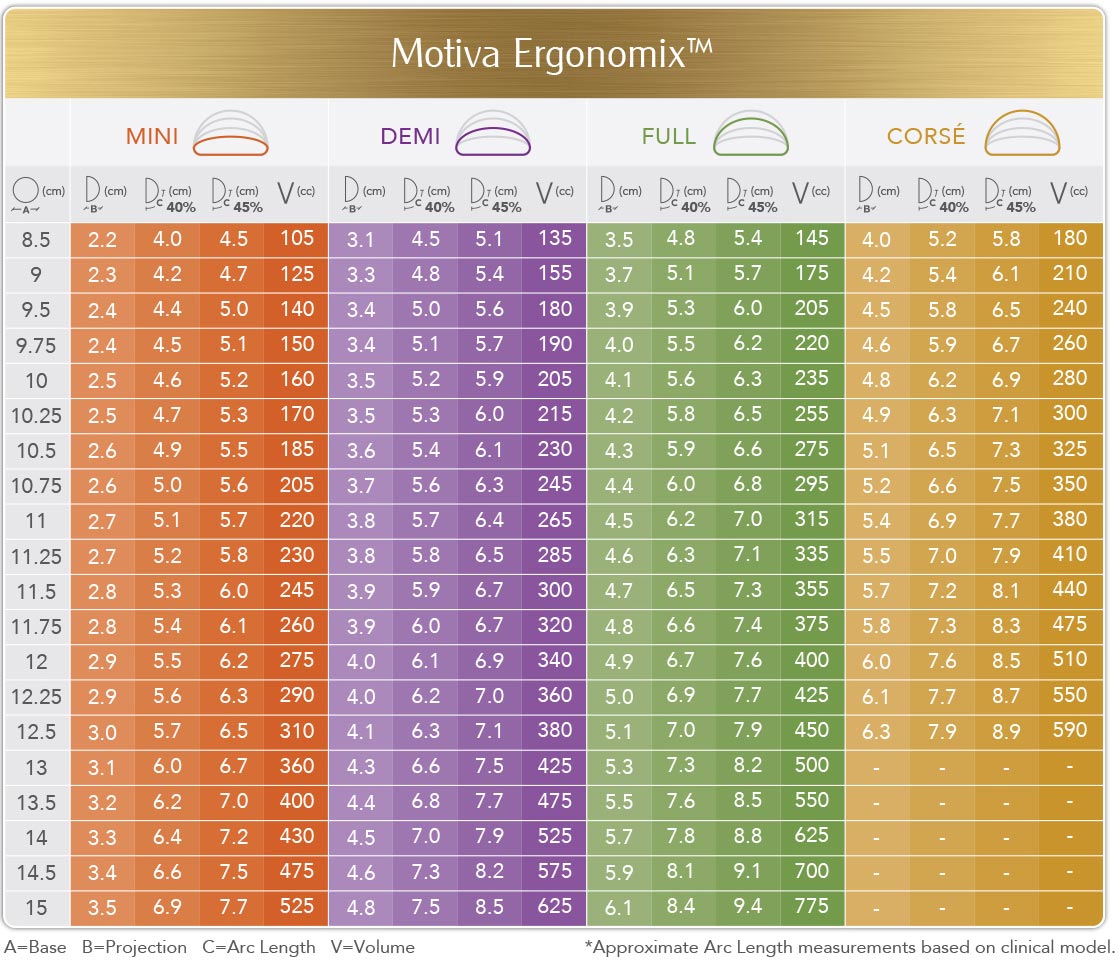 Motiva Ergonomix™
MINI DEMI FULL CORSÉ
(cm) A (cm) B (cm) T C 40% (cm) T C 45% V (cc) (cm) B (cm) T C 40% (cm) T C 45% V (cc) (cm) B (cm) T C 40% (cm) T C 45% V (cc) (cm) B (cm) T C 40% (cm) T C 45% V (cc)
8.5 2.2 4.0 4.5 105 3.1 4.5 5.1 135 3.5 4.8 5.4 145 4.0 5.2 5.8 180
9 2.3 4.2 4.7 125 3.3 4.8 5.4 155 3.7 5.1 5.7 175 4.2 5.4 6.1 210
9.5 2.4 4.4 5.0 140 3.4 5.0 5.6 180 3.9 5.3 6.0 205 4.5 5.8 6.5 240
9.75 2.4 4.5 5.1 150 3.4 5.1 5.7 190 4.0 5.5 6.2 220 4.6 5.9 6.7 260
10 2.5 4.6 5.2 160 3.5 5.2 5.9 205 4.1 5.6 6.3 235 4.8 6.2 6.9 280
10.25 2.5 4.7 5.3 170 3.5 5.3 6.0 215 4.2 5.8 6.5 255 4.9 6.3 7.1 300
10.5 2.6 4.9 5.5 185 3.6 5.4 6.1 230 4.3 5.9 6.6 275 5.1 6.5 7.3 325
10.75 2.6 5.0 5.6 205 3.7 5.6 6.3 245 4.4 6.0 6.8 295 5.2 6.6 7.5 350
11 2.7 5.1 5.7 220 3.8 5.7 6.4 265 4.5 6.2 7.0 315 5.4 6.9 7.7 380
11.25 2.7 5.2 5.8 230 3.8 5.8 6.5 285 4.6 6.3 7.1 335 5.5 7.0 7.9 410
11.5 2.8 5.3 6.0 245 3.9 5.9 6.7 300 4.7 6.5 7.3 355 5.7 7.2 8.1 440
11.75 2.8 5.4 6.1 260 3.9 6.0 6.7 320 4.8 6.6 7.4 375 5.8 7.3 8.3 475
12 2.9 5.5 6.2 275 4.0 6.1 6.9 340 4.9 6.7 7.6 400 6.0 7.6 8.5 510
12.25 2.9 5.6 6.3 290 4.0 6.2 7.0 360 5.0 6.9 7.7 425 6.1 7.7 8.7 550
12.5 3.0 5.7 6.5 310 4.1 6.3 7.1 380 5.1 7.0 7.9 450 6.3 7.9 8.9 590
13 3.1 6.0 6.7 360 4.3 6.6 7.5 425 5.3 7.3 8.2 500 - - - -
13.5 3.2 6.2 7.0 400 4.4 6.8 7.7 475 5.5 7.6 8.5 550 - - - -
14 3.3 6.4 7.2 430 4.5 7.0 7.9 525 5.7 7.8 8.8 625 - - - -
14.5 3.4 6.6 7.5 475 4.6 7.3 8.2 575 5.9 8.1 9.1 700 - - - -
15 3.5 6.9 7.7 525 4.8 7.5 8.5 625 6.1 8.4 9.4 775 - - - -
A=Base B=Projection C=Arc Length V=Volume *Approximate Arc Length measurements based on clinical model.